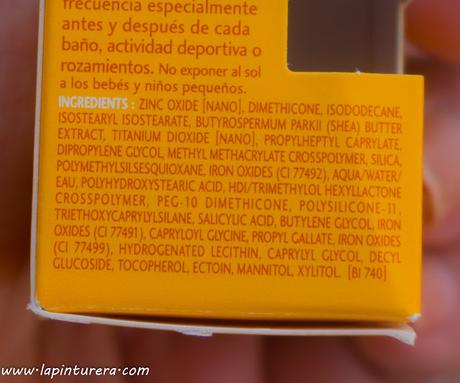 frecuencia especialmente
antes y después de cada
baño, actividad deportiva o
rozamientos. No exponer al sol
a los bebés y niños pequeños.
INGREDIENTS : ZINC OXIDE [NANO], DIMETHICONE, ISODODECANE,
ISOSTEARYL ISOSTEARATE, BUTYROSPERMUM PARKII (SHEA) BUTTER
EXTRACT, TITANIUM DIOXIDE [NANO], PROPYLHEPTYL CAPRYLATE,
DIPROPYLENE GLYCOL, METHYL METHACRYLATE CROSSPOLYMER, SILICA,
POLYMETHYLSILSESQUIOXANE, IRON OXIDES (CI 77492), AQUA/WATER/
EAU, POLYHYDROXYSTEARIC ACID, HDI/TRIMETHYLOL HEXYLLACTONE
CROSSPOLYMER, PEG-10 DIMETHICONE, POLYSILICONE-11,
TRIETHOXYCAPRYLYLSILANE, SALICYLIC ACID, BUTYLENE GLYCOL, IRON
OXIDES (CI 77491), CAPRYLOYL GLYCINE, PROPYL GALLATE, IRON OXIDES
(CI 77499), HYDROGENATED LECITHIN, CAPRYLYL GLYCOL, DECYL
GLUCOSIDE, TOCOPHEROL, ECTOIN, MANNITOL, XYLITOL. [BI 740]
www.lapinturera.com